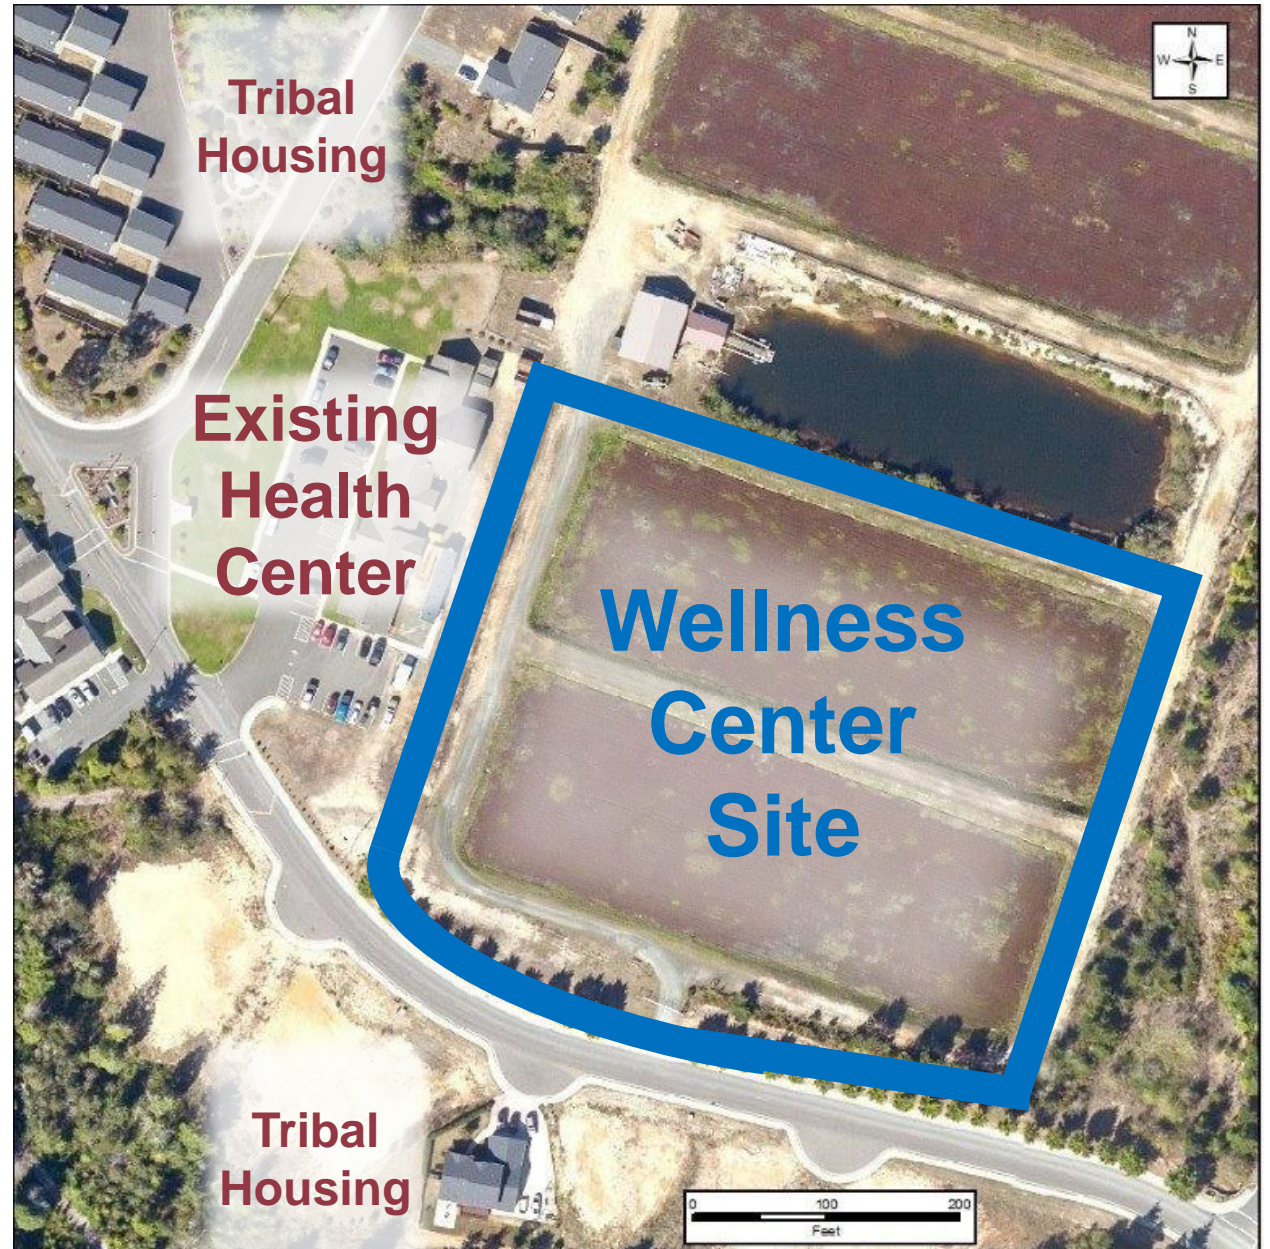 N
W E
S
Tribal
Housing
Existing
Health
Center
Wellness
Center
Site
Tribal
Housing
0 100 200
Feet